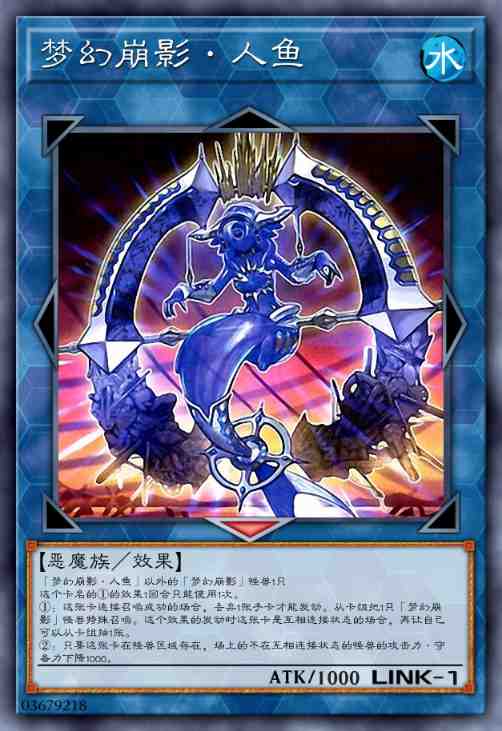 梦幻崩影・人鱼
水
【恶魔族／效果】
「梦幻崩影・人鱼」以外的「梦幻崩影」怪兽1只
这个卡名的①的效果1回合只能使用1次。
①：这张卡连接召唤成功的场合，丢弃1张手卡才能发动。从卡组把1只「梦幻崩
影」怪兽特殊召唤。这个效果的发动时这张卡是互相连接状态的场合，再让自己
可以从卡组抽1张。
②：只要这张卡在怪兽区域存在，场上的不在互相连接状态的怪兽的攻击力・守
备力下降1000。
ATK/1000 LINK-1
03679218